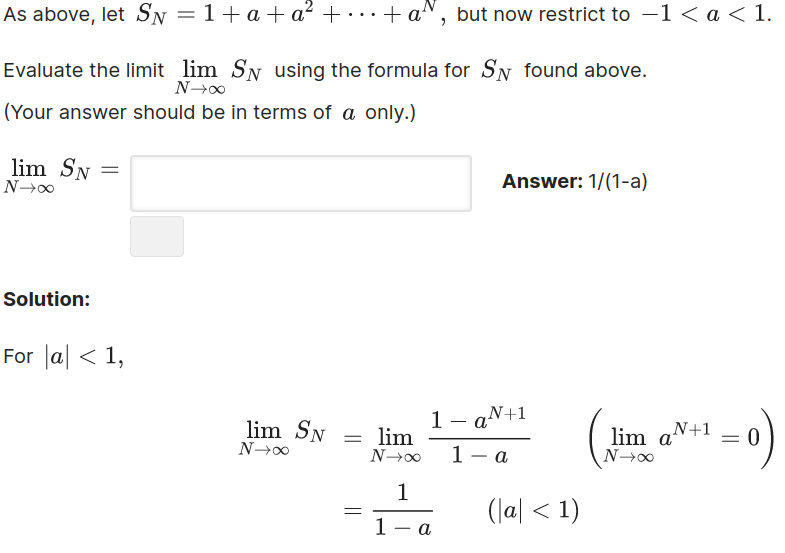 As above, let $S_N = 1 + a + a^2 + \cdots + a^N$, but now restrict to $-1 < a < 1$.
Evaluate the limit $\lim_{N \to \infty} S_N$ using the formula for $S_N$ found above.
(Your answer should be in terms of $a$ only.)
$\lim_{N \to \infty} S_N =$ Answer: 1/(1-a)
Solution:
For $|a| < 1$,
$\lim_{N \to \infty} S_N = \lim_{N \to \infty} \frac{1 - a^{N+1}}{1 - a} \quad \left( \lim_{N \to \infty} a^{N+1} = 0 \right)$
$= \frac{1}{1 - a} \quad (|a| < 1)$